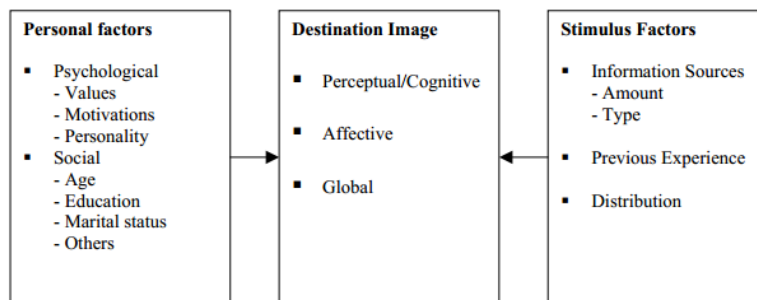 Personal factors
▪ Psychological
- Values
- Motivations
- Personality
▪ Social
- Age
- Education
- Marital status
- Others
Destination Image
▪ Perceptual/Cognitive
▪ Affective
▪ Global
Stimulus Factors
▪ Information Sources
- Amount
- Type
▪ Previous Experience
▪ Distribution